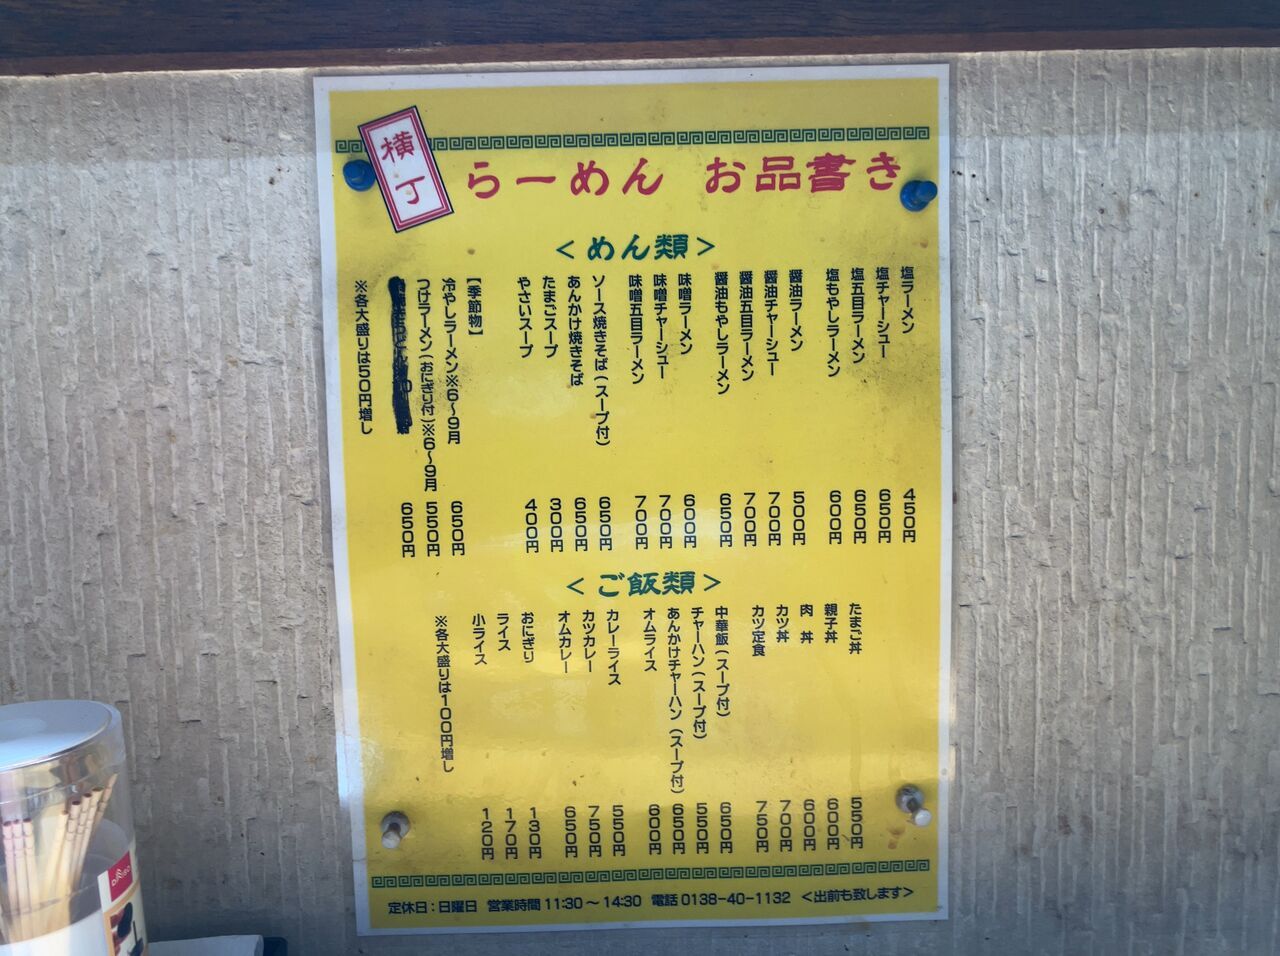 横丁
らーめん お品書き
<めん類>
塩ラーメン 450円
塩チャーシュー 650円
塩五目ラーメン 650円
塩もやしラーメン 600円
醤油ラーメン 500円
醤油チャーシュー 700円
醤油五目ラーメン 700円
醤油もやしラーメン 650円
味噌ラーメン 600円
味噌チャーシュー 700円
味噌五目ラーメン 700円
ソース焼きそば(スープ付) 650円
あんかけ焼きそば 650円
たまごスープ 300円
やさいスープ 400円
【季節物】
冷やしラーメン※6~9月 650円
つけラーメン(おにぎり付)※6~9月 550円
650円
※各大盛りは50円増し
<ご飯類>
たまご丼 550円
親子丼 600円
肉丼 600円
カツ丼 700円
カツ定食 750円
中華飯(スープ付) 650円
チャーハン(スープ付) 550円
あんかけチャーハン(スープ付) 650円
オムライス 600円
カレーライス 550円
カツカレー 750円
オムカレー 650円
おにぎり 130円
ライス 170円
小ライス 120円
※各大盛りは100円増し
定休日:日曜日 営業時間11:30~14:30 電話0138-40-1132 <出前も致します>